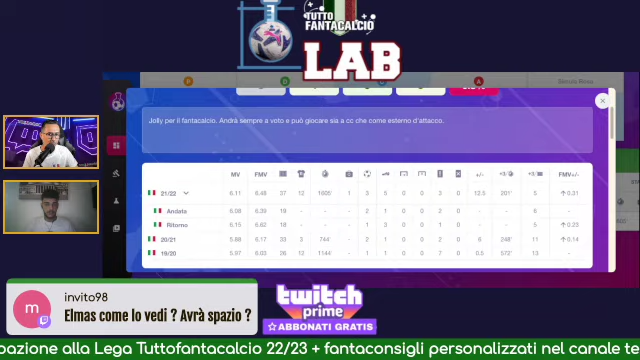 TUTTO
FANTACALCIO
LAB
P
D
A
Simula Rosa
Jolly per il fantacalcio. Andrà sempre a voto e può giocare sia a cc che come esterno d'attacco.
MV FMV +/- FMV+/-
21/22 6.11 6.48 37 12 1605' 1 3 5 0 0 3 0 12.5 201' 5 0.31
Andata 6.08 6.39 19 - - - 2 1 0 0 2 0 - - 6 -
Ritorno 6.15 6.62 18 - - - 1 3 0 0 1 0 - - 5 0.23
20/21 5.88 6.17 33 3 744' - 1 1 0 0 2 0 6 248' 11 0.14
19/20 5.97 6.03 26 12 1144' - 2 1 0 0 7 0 0.5 573' 13 -
m
invito98
Elmas come lo vedi ? Avrà spazio ?
twitch
prime
ABBONATI GRATIS
pazione alla Lega Tuttofantacalcio 22/23 + fantaconsigli personalizzati nel canale te